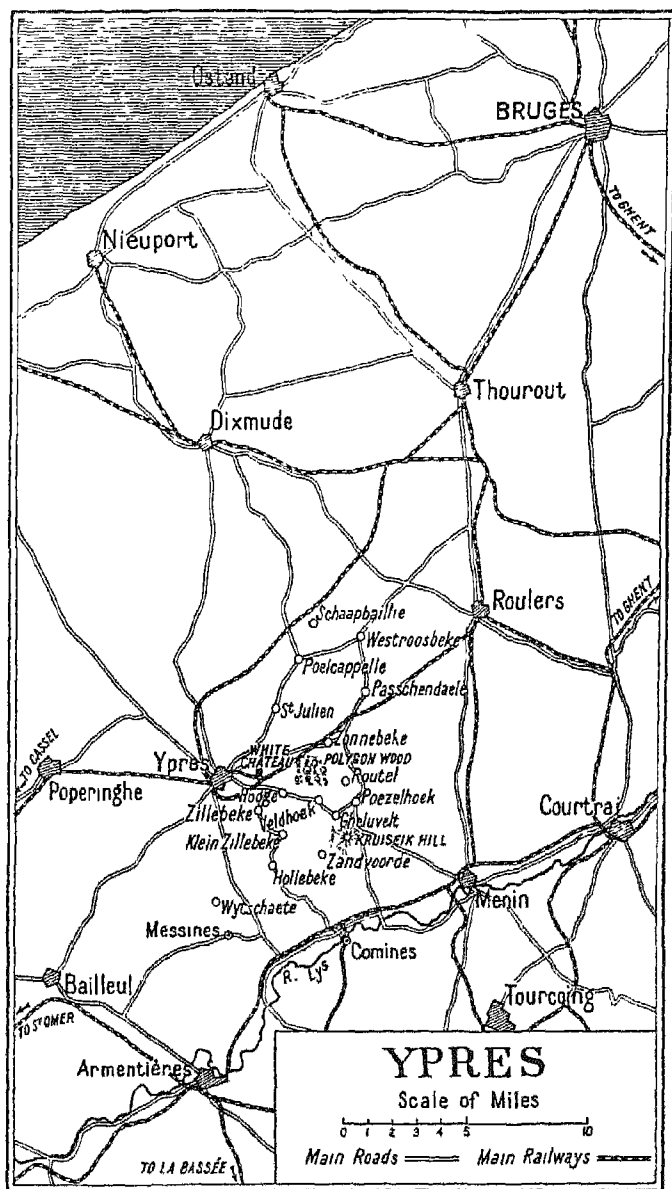 Ostend
BRUGES
TO GHENT
Nieuport
Thourout
Dixmude
Schaapbaillie
Roulers
TO GHENT
Westroosbeke
Poelcappelle
Passchendaele
St Julien
Zonnebeke
TO CASSEL
Ypres
WHITE
CHATEAU
POLYGON WOOD
Poperinghe
Routel
Hooge
Poezelhoek
Courtrai
Zillebeke
Veldhoek
Gheluvelt
Klein Zillebeke
KRUISEIK HILL
Zandvoorde
Hollebeke
Menin
Wytschaete
Messines
Comines
Bailleul
R. Lys
Tourcoing
TO ST OMER
Armentières
TO LA BASSÉE
YPRES
Scale of Miles
0 1 2 3 4 5 10
Main Roads Main Railways